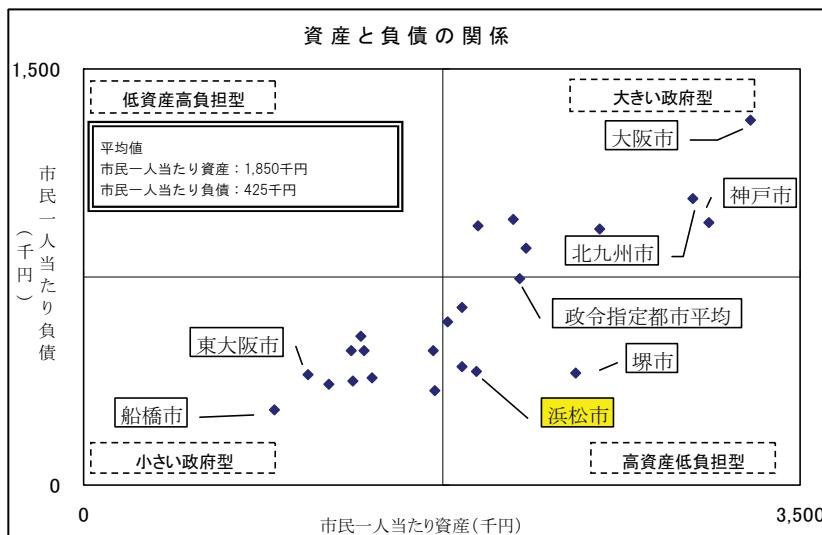 資産と負債の関係
1,500
低資産高負担型
大きい政府型
大阪市
平均値
市民一人当たり資産：1,850千円
市民一人当たり負債：425千円
神戸市
北九州市
市民一人当たり負債（千円）
政令指定都市平均
東大阪市
堺市
船橋市
浜松市
小さい政府型
高資産低負担型
0
0
市民一人当たり資産(千円)
3,500